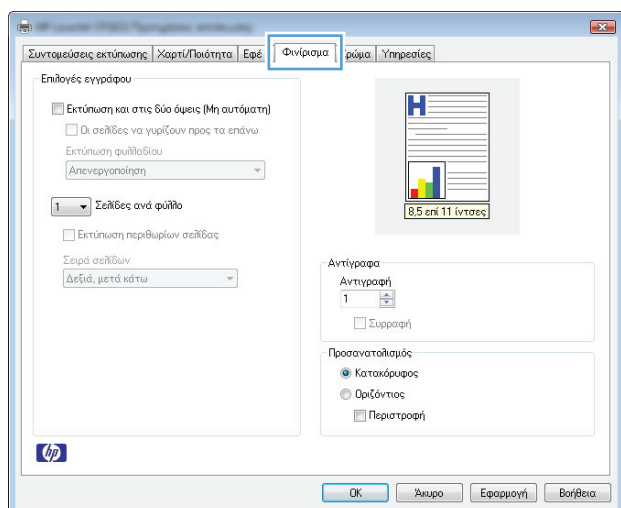 Συντομεύσεις εκτύπωσης Χαρτί/Ποιότητα Εφέ Φινίρισμα ρώμα Υπηρεσίες
Επιλογές εγγράφου
Εκτύπωση και στις δύο όψεις (Μη αυτόματη)
Οι σελίδες να γυρίζουν προς τα επάνω
Εκτύπωση φυλλαδίου
Απενεργοποίηση
1 Σελίδες ανά φύλλο
Εκτύπωση περιθωρίων σελίδας
Σειρά σελίδων
Δεξιά, μετά κάτω
H
8,5 επί 11 ίντσες
Αντίγραφα
Αντιγραφή
1
Συρραφή
Προσανατολισμός
Κατακόρυφος
Οριζόντιος
Περιστροφή
hp
OK Άκυρο Εφαρμογή Βοήθεια